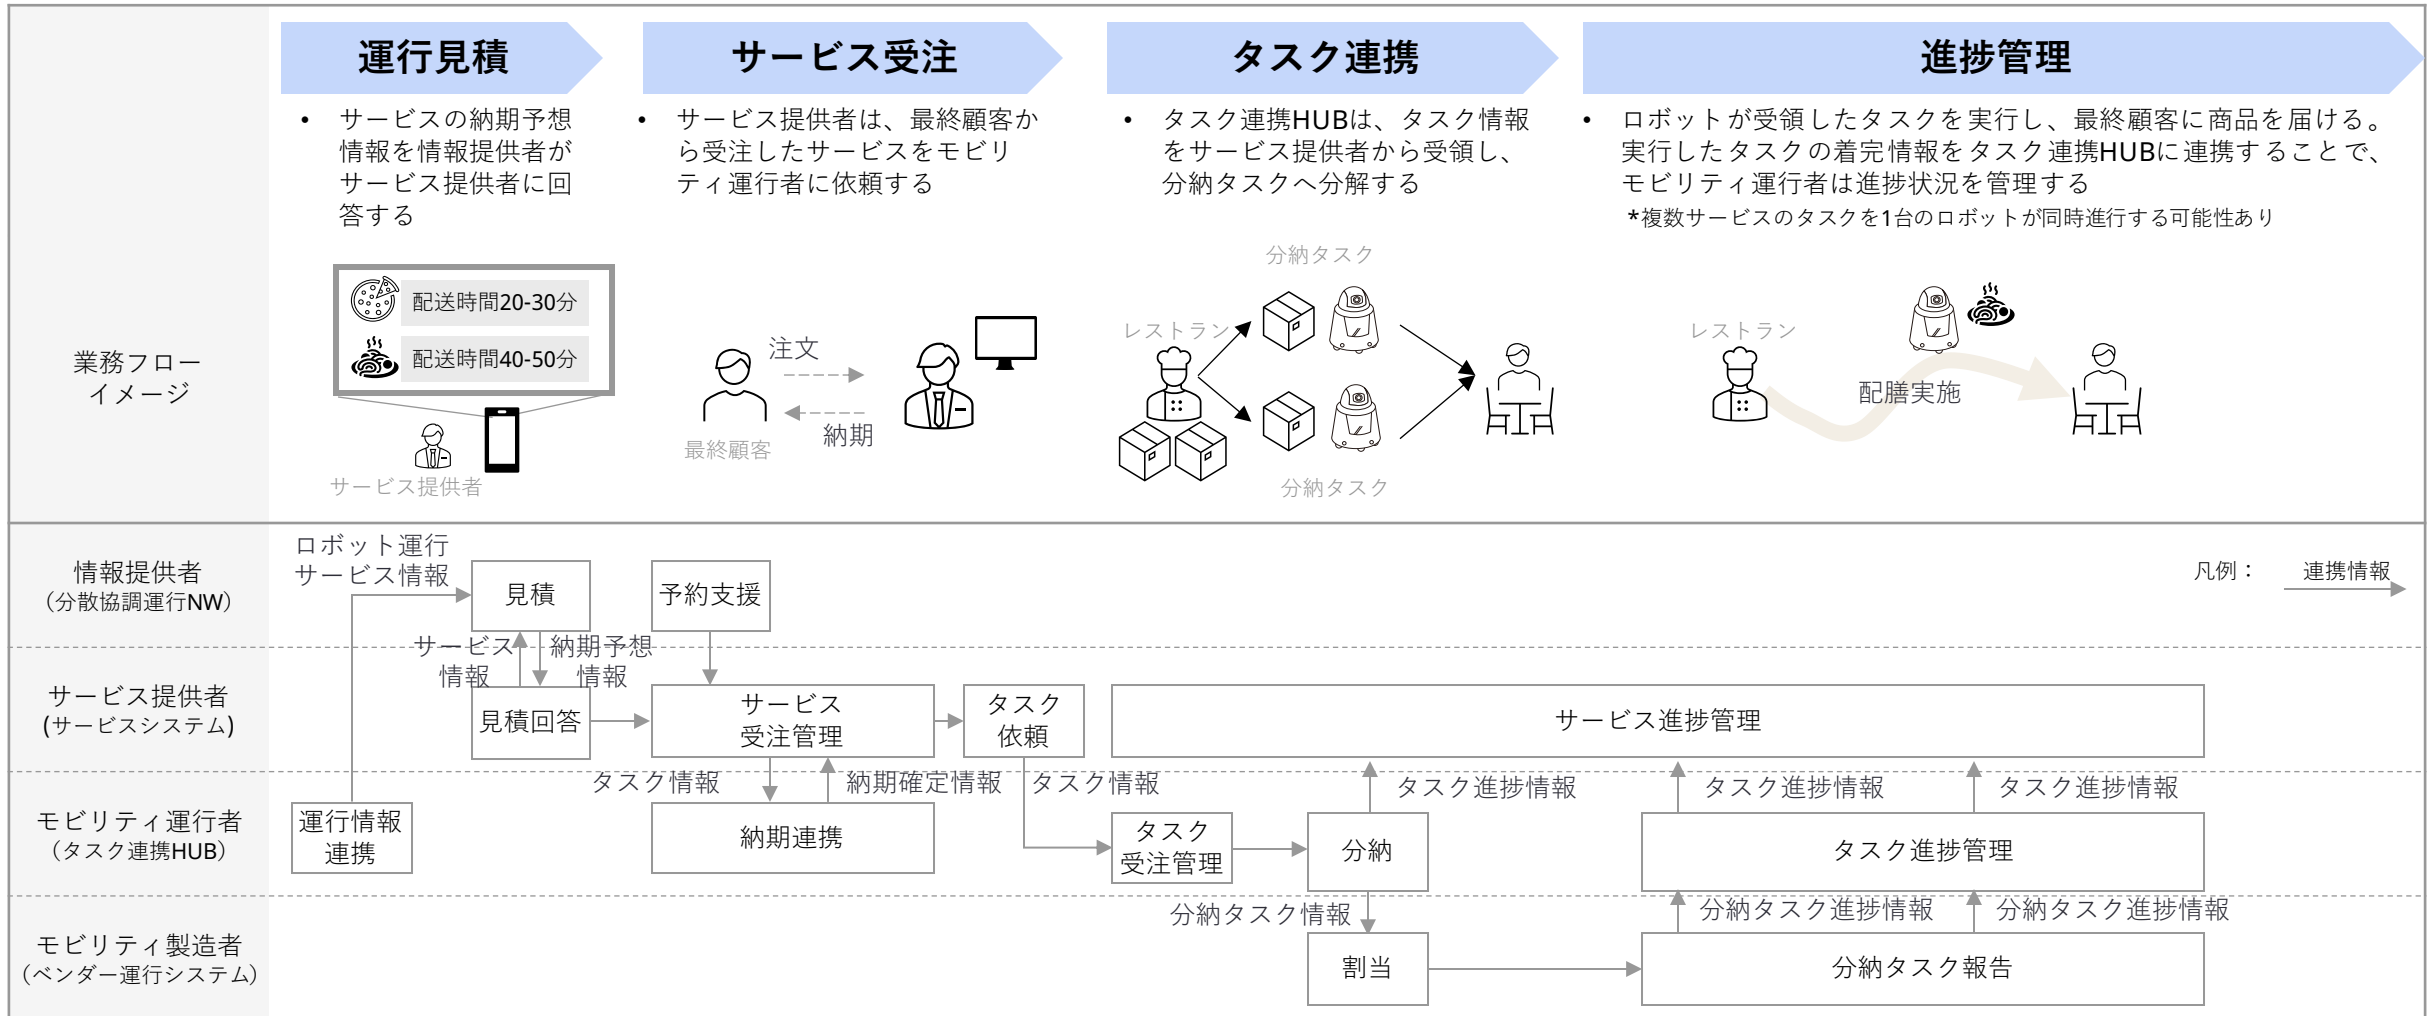 運行見積
サービス受注
タスク連携
進捗管理
• サービスの納期予想
情報を情報提供者が
サービス提供者に回
答する
• サービス提供者は、最終顧客か
ら受注したサービスをモビリ
ティ運行者に依頼する
• タスク連携HUBは、タスク情報
をサービス提供者から受領し、
分納タスクへ分解する
• ロボットが受領したタスクを実行し、最終顧客に商品を届ける。
実行したタスクの着完情報をタスク連携HUBに連携することで、
モビリティ運行者は進捗状況を管理する
*複数サービスのタスクを1台のロボットが同時進行する可能性あり
業務フロー
イメージ
配送時間20-30分
配送時間40-50分
サービス提供者
注文
納期
最終顧客
分納タスク
レストラン
分納タスク
レストラン
配膳実施
情報提供者
（分散協調運行NW）
ロボット運行
サービス情報
見積
予約支援
凡例：
連携情報
サービス
情報
納期予想
情報
サービス提供者
(サービスシステム)
見積回答
サービス
受注管理
タスク
依頼
サービス進捗管理
タスク情報
納期確定情報
タスク情報
タスク進捗情報
タスク進捗情報
タスク進捗情報
モビリティ運行者
（タスク連携HUB）
運行情報
連携
納期連携
タスク
受注管理
分納
タスク進捗管理
分納タスク情報
分納タスク進捗情報
分納タスク進捗情報
モビリティ製造者
（ベンダー運行システム）
割当
分納タスク報告